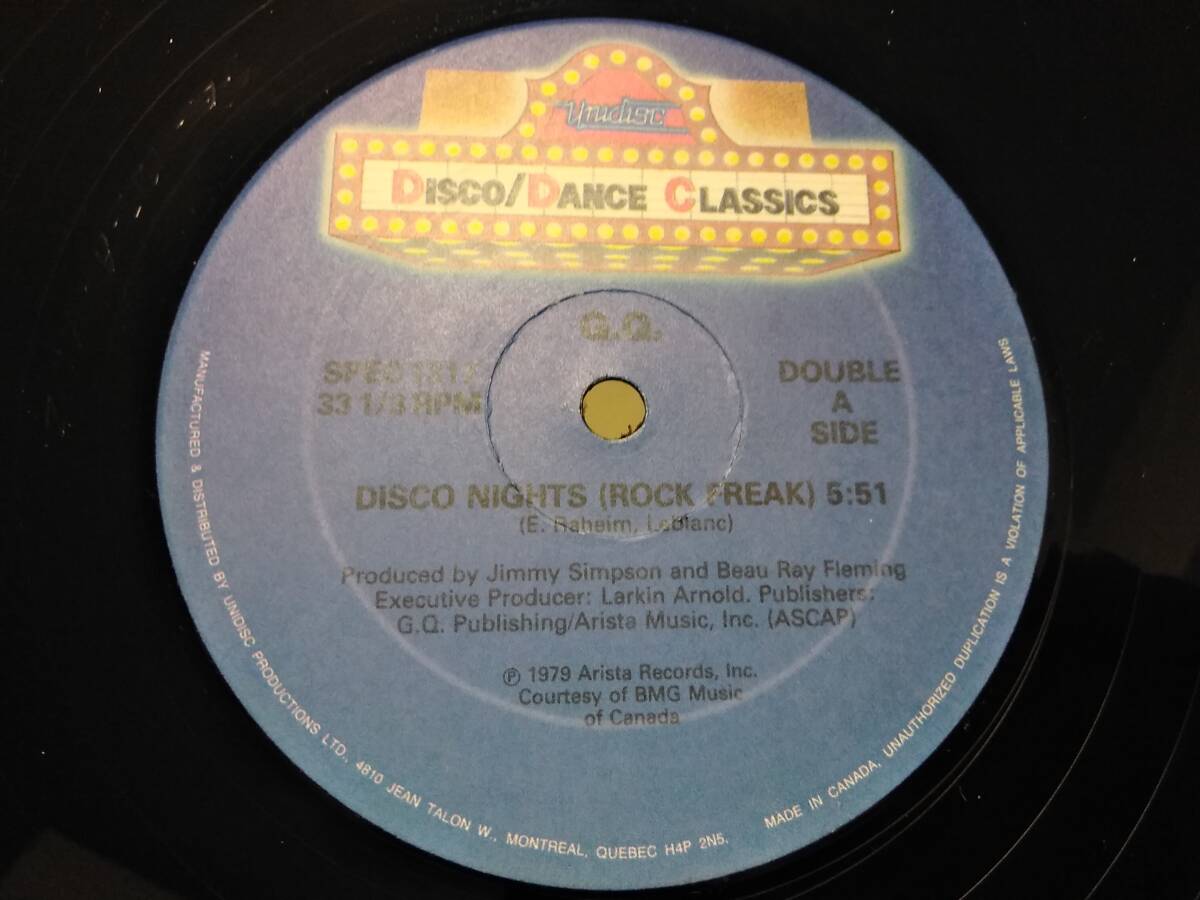 Unidisc
DISCO/DANCE CLASSICS
G.Q.
SPEC
33 1/3 RPM
DOUBLE
A
SIDE
DISCO NIGHTS (ROCK FREAK) 5:51
(E. Raheim, LeBlanc)
Produced by Jimmy Simpson and Beau Ray Fleming
Executive Producer: Larkin Arnold. Publishers:
G.Q. Publishing/Arista Music, Inc. (ASCAP)
℗ 1979 Arista Records, Inc.
Courtesy of BMG Music
of Canada
MANUFACTURED & DISTRIBUTED BY UNIDISC PRODUCTIONS LTD., 4810 JEAN TALON W., MONTREAL, QUEBEC H4P 2N5.
MADE IN CANADA, UNAUTHORIZED DUPLICATION IS A VIOLATION OF APPLICABLE LAWS